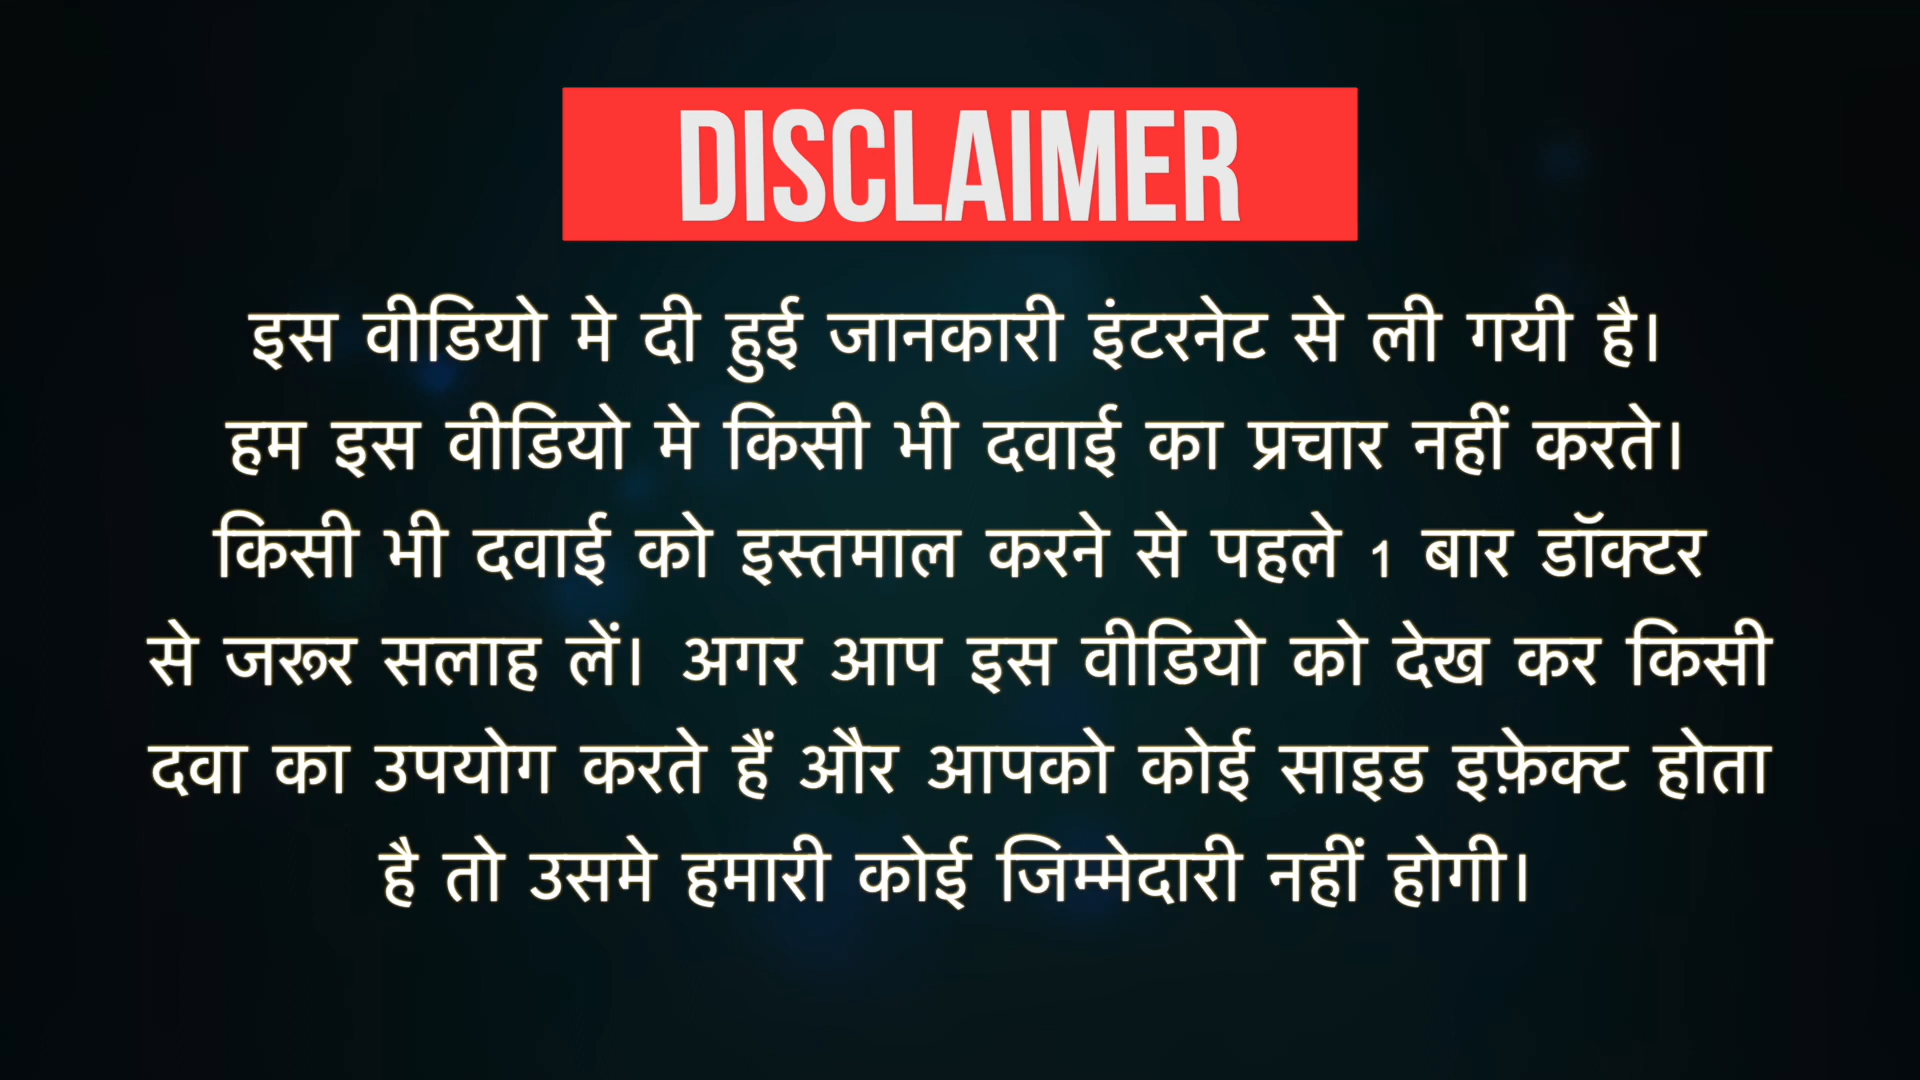 DISCLAIMER
इस वीडियो मे दी हुई जानकारी इंटरनेट से ली गयी है।
हम इस वीडियो मे किसी भी दवाई का प्रचार नहीं करते।
किसी भी दवाई को इस्तमाल करने से पहले 1 बार डॉक्टर
से जरूर सलाह लें। अगर आप इस वीडियो को देख कर किसी
दवा का उपयोग करते हैं और आपको कोई साइड इफ़ेक्ट होता
है तो उसमे हमारी कोई जिम्मेदारी नहीं होगी।